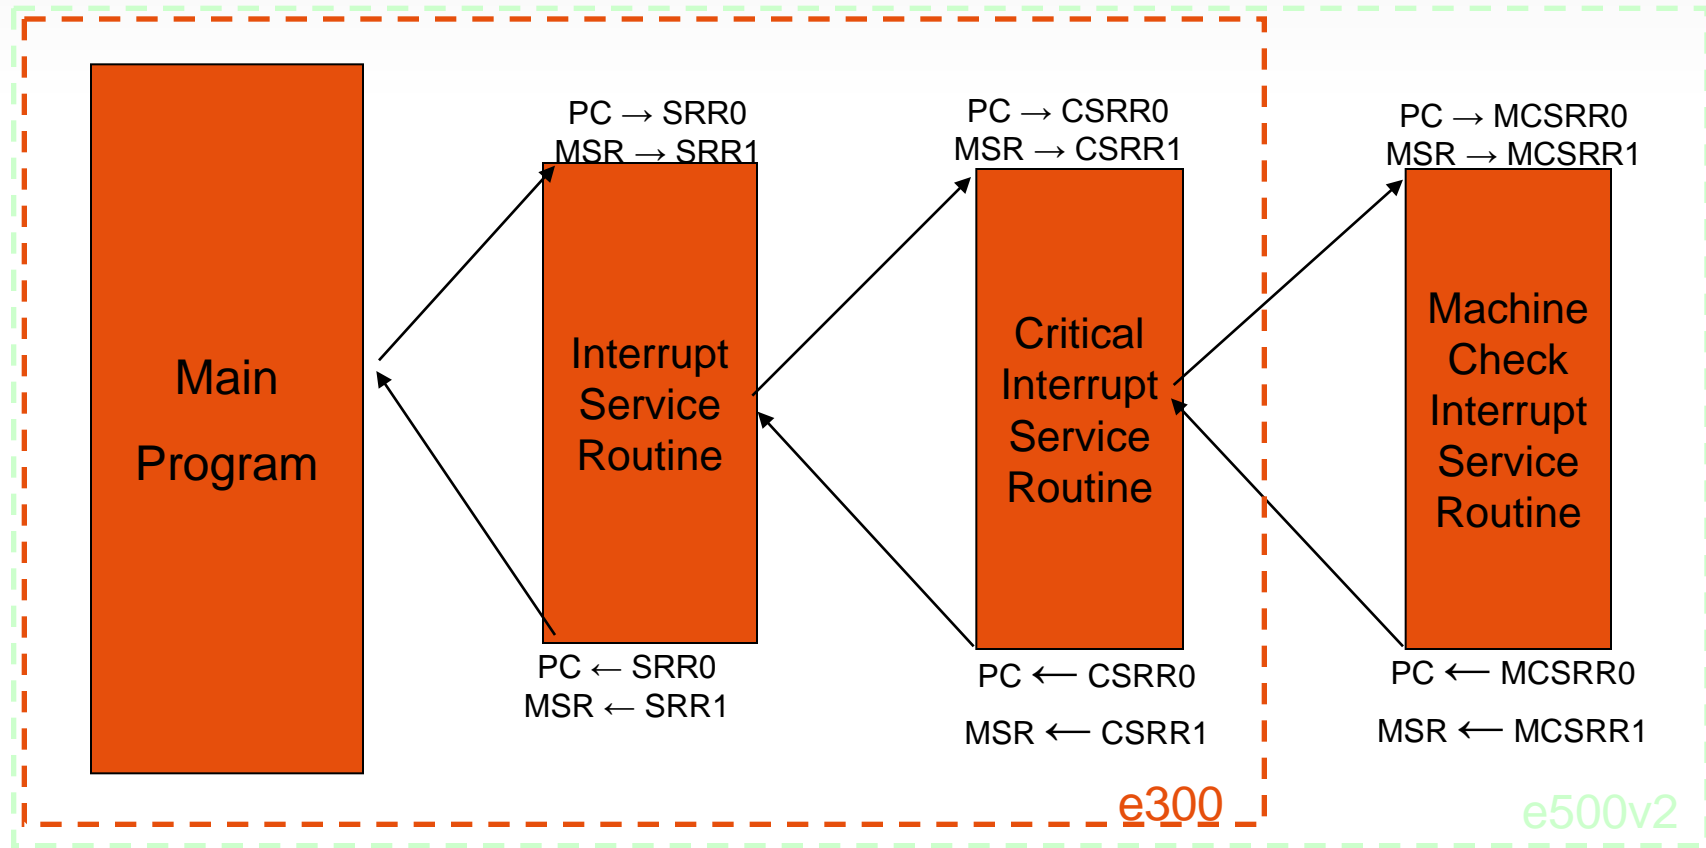 Main
Program
PC → SRR0
MSR → SRR1
Interrupt
Service
Routine
PC ← SRR0
MSR ← SRR1
PC → CSRR0
MSR → CSRR1
Critical
Interrupt
Service
Routine
PC ← CSRR0
MSR ← CSRR1
PC → MCSRR0
MSR → MCSRR1
Machine
Check
Interrupt
Service
Routine
PC ← MCSRR0
MSR ← MCSRR1
e300
e500v2